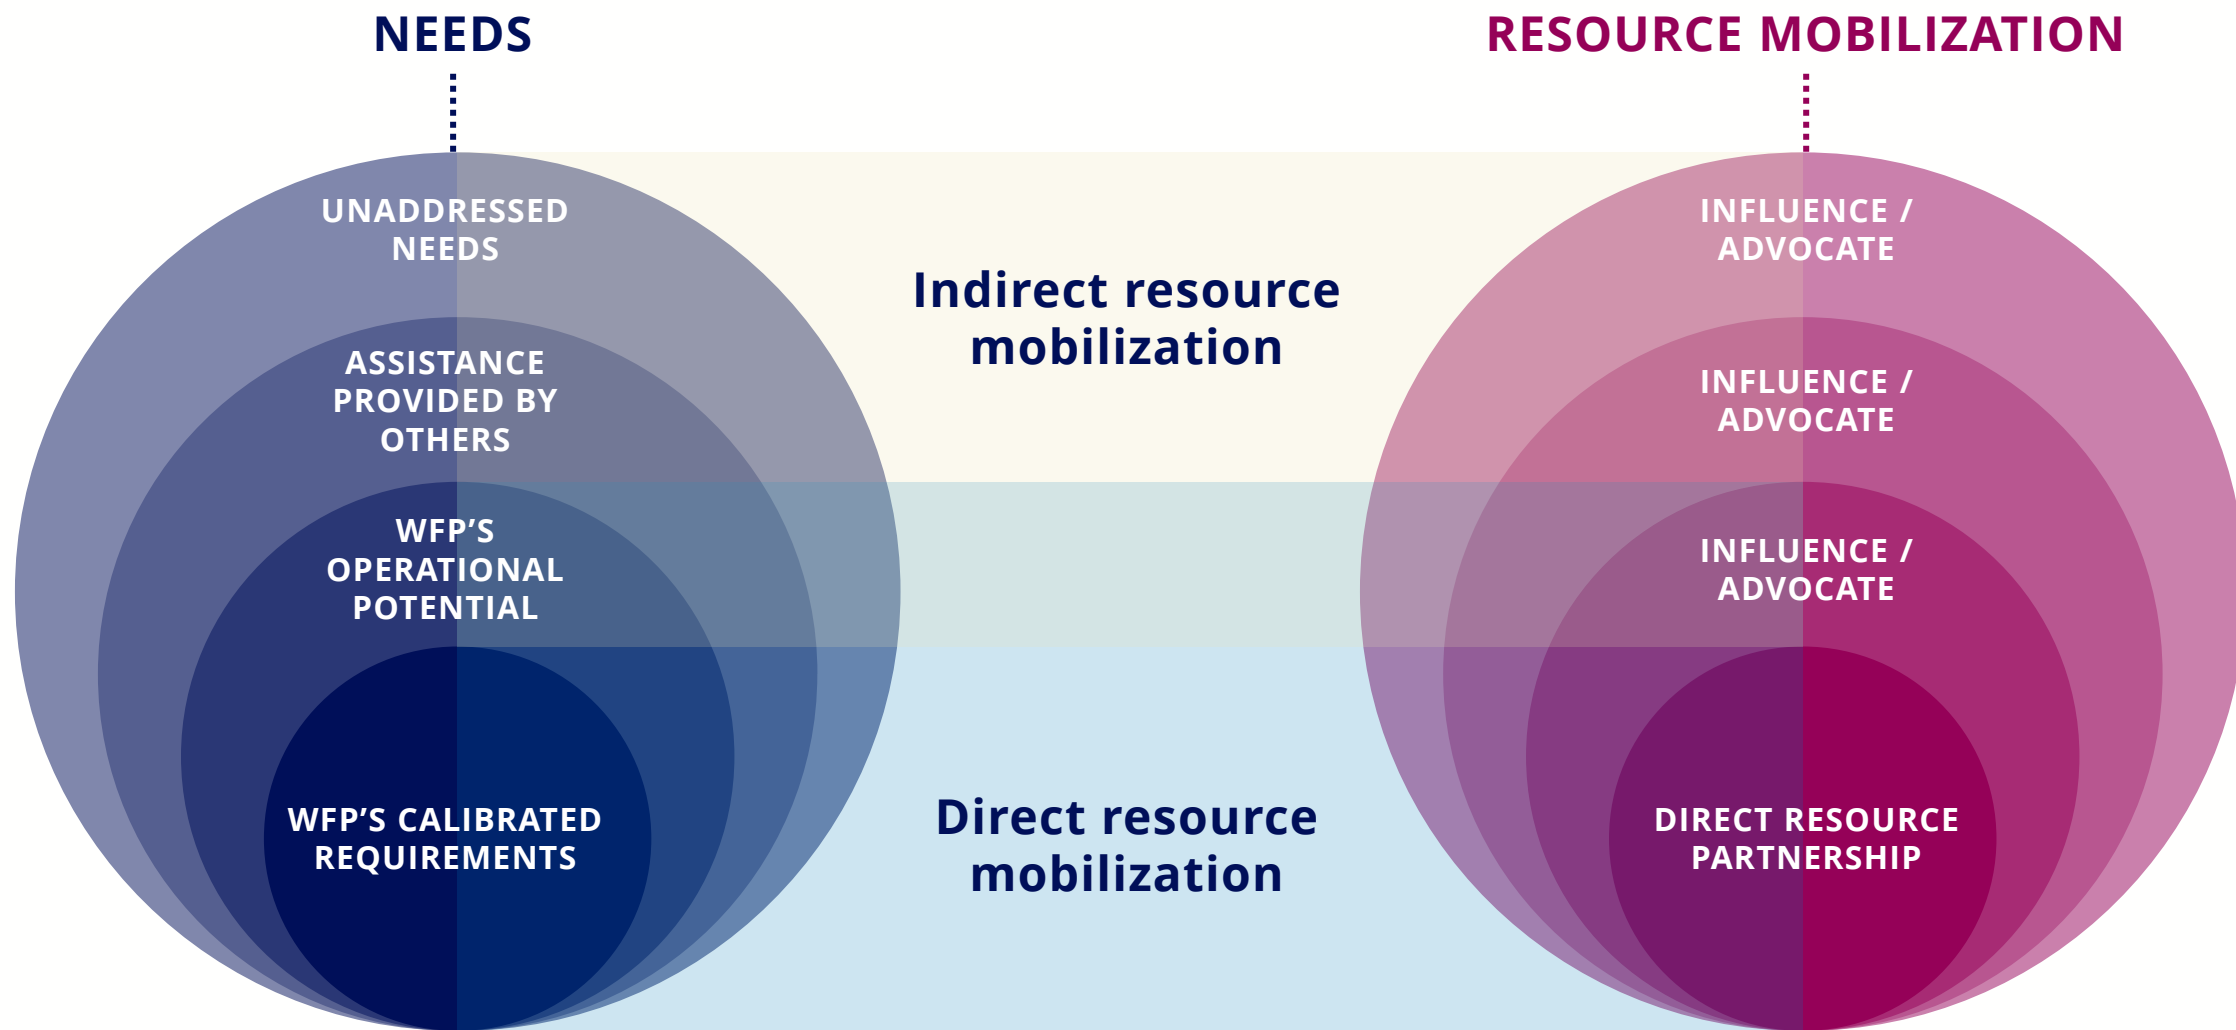 NEEDS
RESOURCE MOBILIZATION
UNADDRESSED
NEEDS
ASSISTANCE
PROVIDED BY
OTHERS
WFP’S
OPERATIONAL
POTENTIAL
WFP’S CALIBRATED
REQUIREMENTS
Indirect resource
mobilization
Direct resource
mobilization
INFLUENCE /
ADVOCATE
INFLUENCE /
ADVOCATE
INFLUENCE /
ADVOCATE
DIRECT RESOURCE
PARTNERSHIP